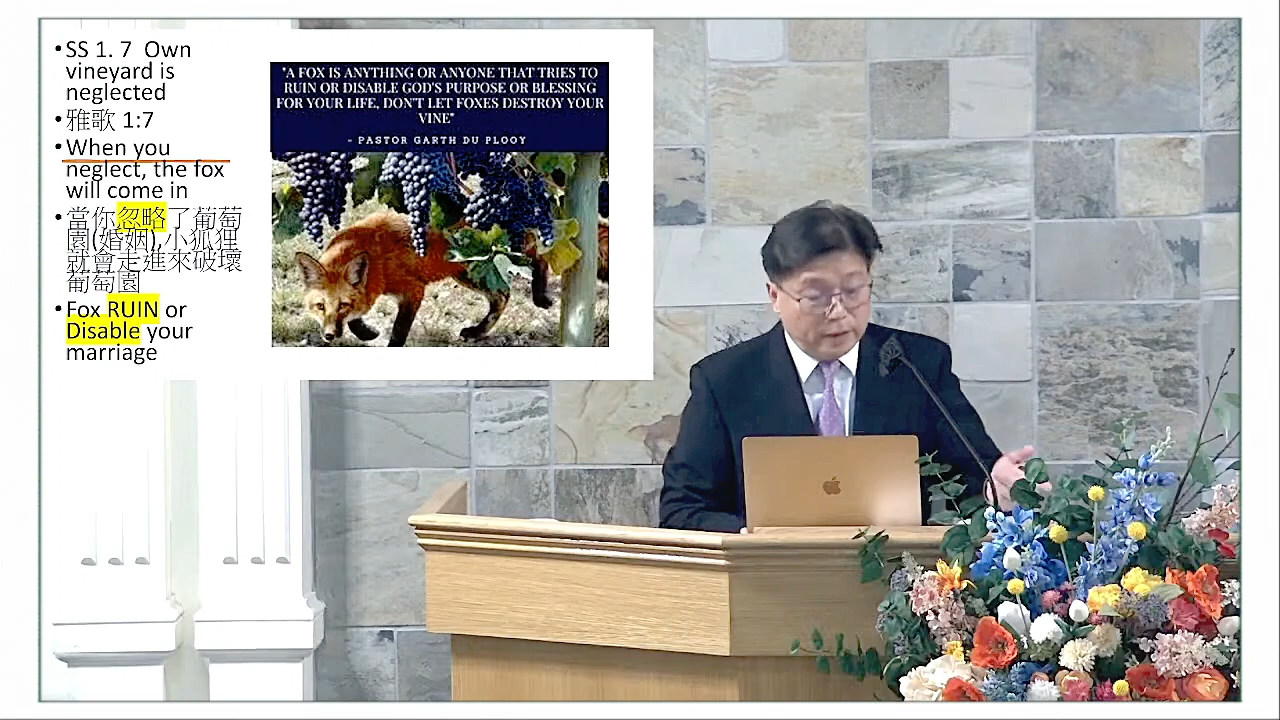 •SS 1. 7 Own
vineyard is
neglected
•雅歌 1:7
•When you
neglect, the fox
will come in
•當你忽略了葡萄
園(婚姻),小狐狸
就會走進來破壞
葡萄園
•Fox RUIN or
Disable your
marriage
"A FOX IS ANYTHING OR ANYONE THAT TRIES TO
RUIN OR DISABLE GOD'S PURPOSE OR BLESSING
FOR YOUR LIFE, DON'T LET FOXES DESTROY YOUR
VINE"
- PASTOR GARTH DU PLOOY